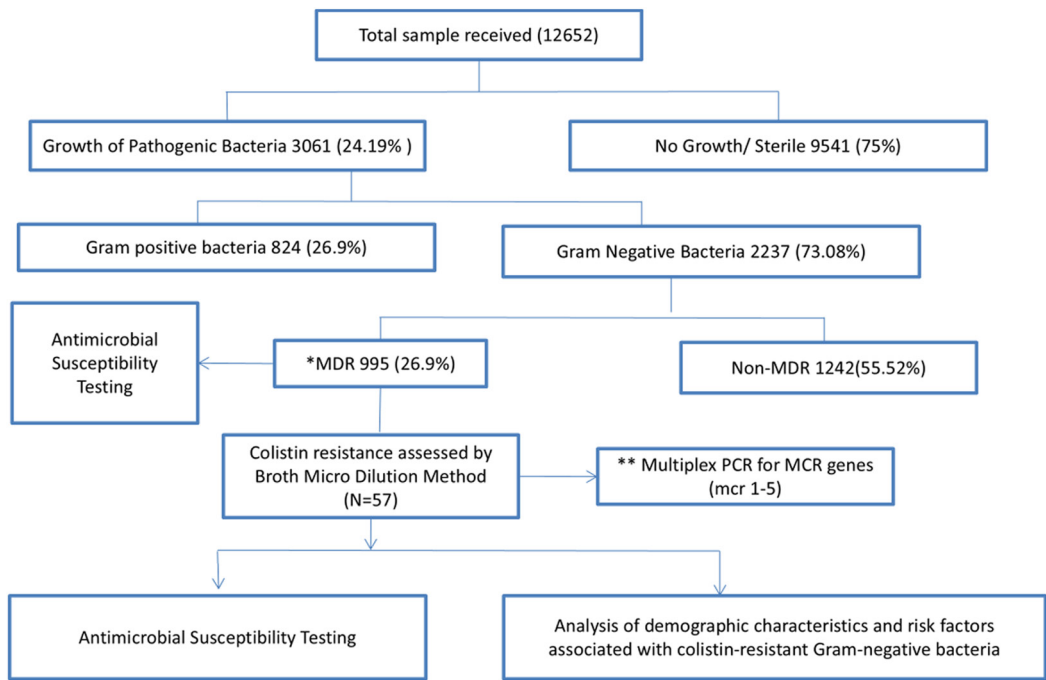 Total sample received (12652)
Growth of Pathogenic Bacteria 3061 (24.19% )
No Growth/ Sterile 9541 (75%)
Gram positive bacteria 824 (26.9%)
Gram Negative Bacteria 2237 (73.08%)
Antimicrobial
Susceptibility
Testing
*MDR 995 (26.9%)
Non-MDR 1242(55.52%)
Colistin resistance assessed by
Broth Micro Dilution Method
(N=57)
** Multiplex PCR for MCR genes
(mcr 1-5)
Antimicrobial Susceptibility Testing
Analysis of demographic characteristics and risk factors
associated with colistin-resistant Gram-negative bacteria